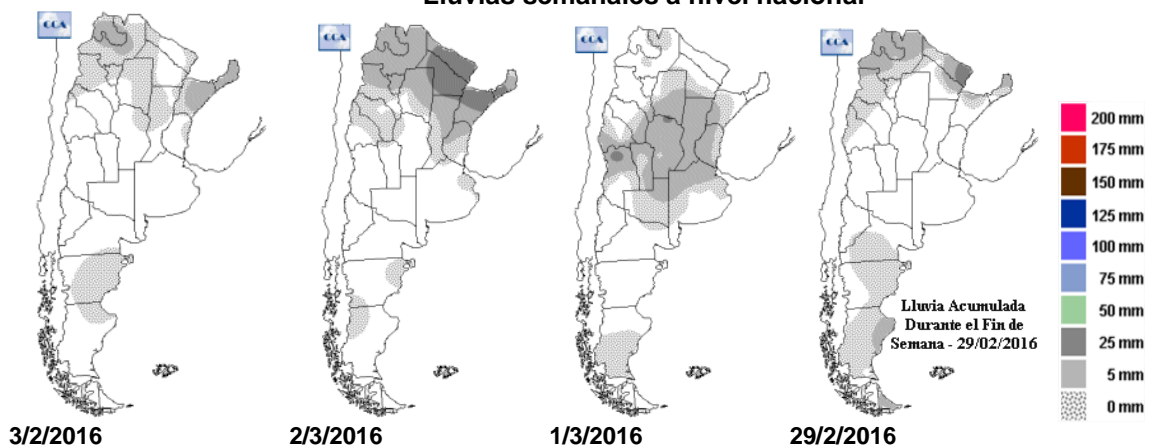 Lluvias semanales a nivel nacional
CCA
CCA
CCA
CCA
200 mm
175 mm
150 mm
125 mm
100 mm
75 mm
50 mm
25 mm
5 mm
0 mm
Lluvia Acumulada
Durante el Fin de
Semana - 29/02/2016
3/2/2016
2/3/2016
1/3/2016
29/2/2016